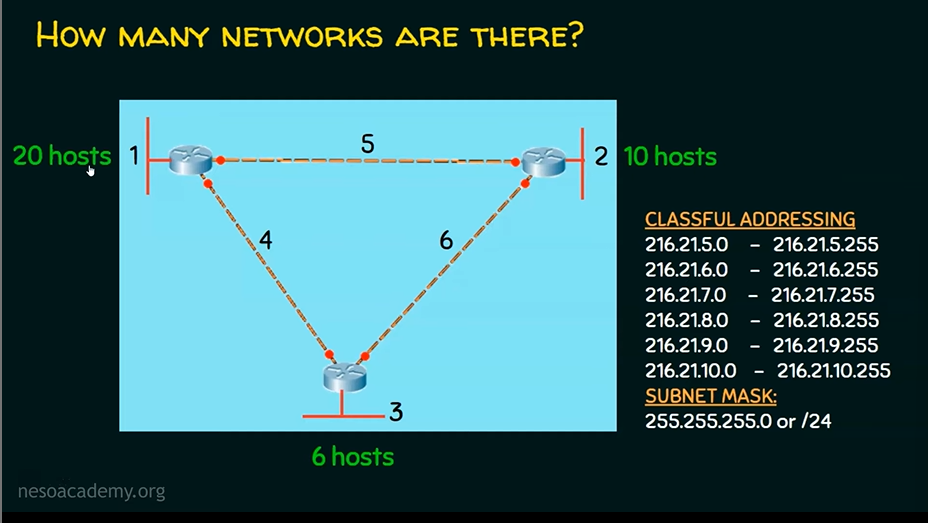 HOW MANY NETWORKS ARE THERE?
20 hosts 1
5
2 10 hosts
4
6
3
6 hosts
CLASSFUL ADDRESSING
216.21.5.0 – 216.21.5.255
216.21.6.0 – 216.21.6.255
216.21.7.0 – 216.21.7.255
216.21.8.0 – 216.21.8.255
216.21.9.0 – 216.21.9.255
216.21.10.0 – 216.21.10.255
SUBNET MASK:
255.255.255.0 or /24
nesoacademy.org